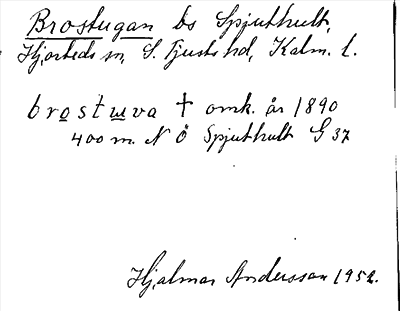 Brostugan bs Spjuthult,
Hjorteds sn, S. Tjusts hd, Kalm. l.
brostuva † omk. år 1890
400 m. N Ö Spjuthult G 37
Hjalmar Andersson 1952.